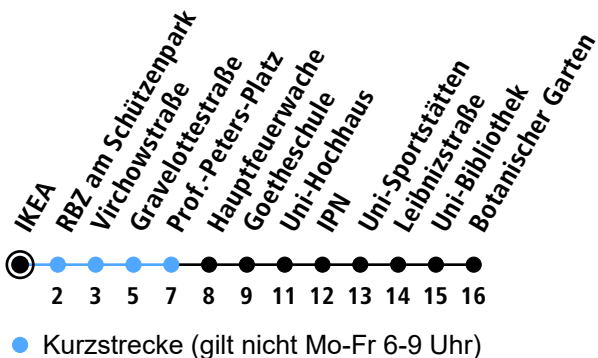 IKEA
RBZ am Schützenpark
Virchowstraße
Gravelottestraße
Prof.-Peters-Platz
Hauptfeuerwache
Goetheschule
Uni-Hochhaus
IPN
Uni-Sportstätten
Leibnizstraße
Uni-Bibliothek
Botanischer Garten
2 3 5 7 8 9 11 12 13 14 15 16
Kurzstrecke (gilt nicht Mo-Fr 6-9 Uhr)